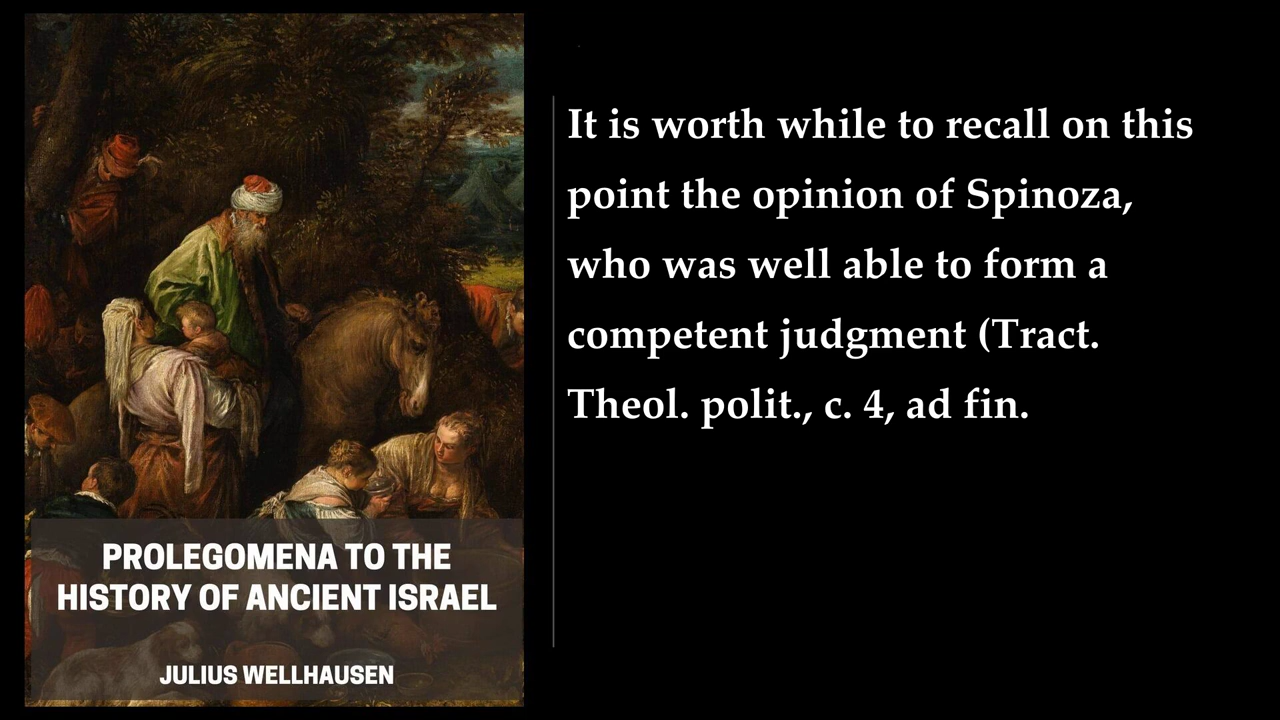 It is worth while to recall on this
point the opinion of Spinoza,
who was well able to form a
competent judgment (Tract.
Theol. polit., c. 4, ad fin.
PROLEGOMENA TO THE
HISTORY OF ANCIENT ISRAEL
JULIUS WELLHAUSEN